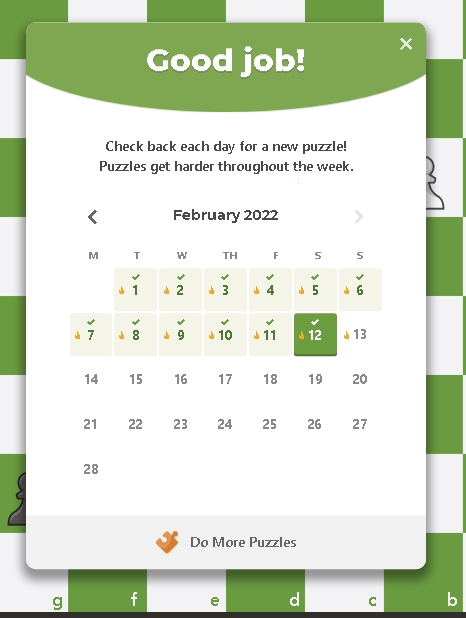 Good job!
×
Check back each day for a new puzzle!
Puzzles get harder throughout the week.
February 2022
M T W TH F S S
1 2 3 4 5 6
7 8 9 10 11 12 13
14 15 16 17 18 19 20
21 22 23 24 25 26 27
28
Do More Puzzles
g f e d c b